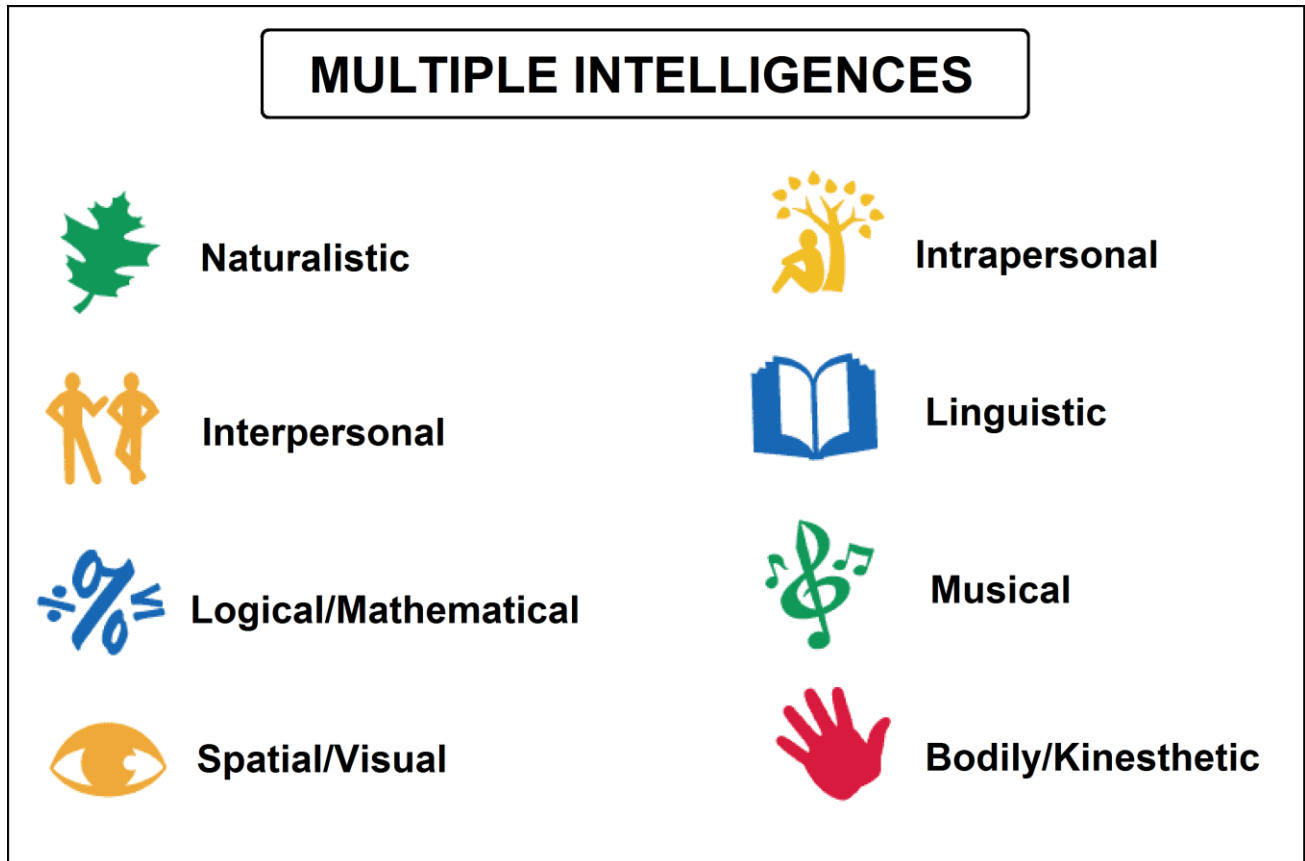 MULTIPLE INTELLIGENCES
Naturalistic
Intrapersonal
Interpersonal
Linguistic
Logical/Mathematical
Musical
Spatial/Visual
Bodily/Kinesthetic